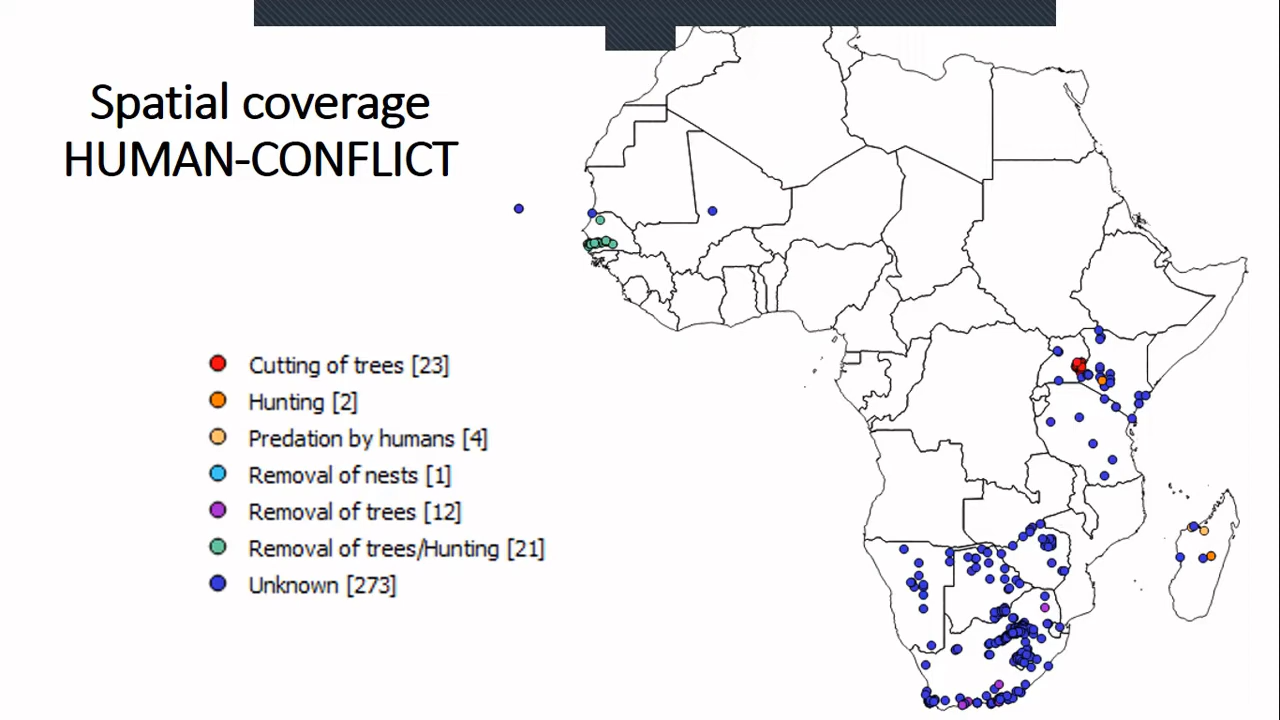 Spatial coverage
HUMAN-CONFLICT
Cutting of trees [23]
Hunting [2]
Predation by humans [4]
Removal of nests [1]
Removal of trees [12]
Removal of trees/Hunting [21]
Unknown [273]